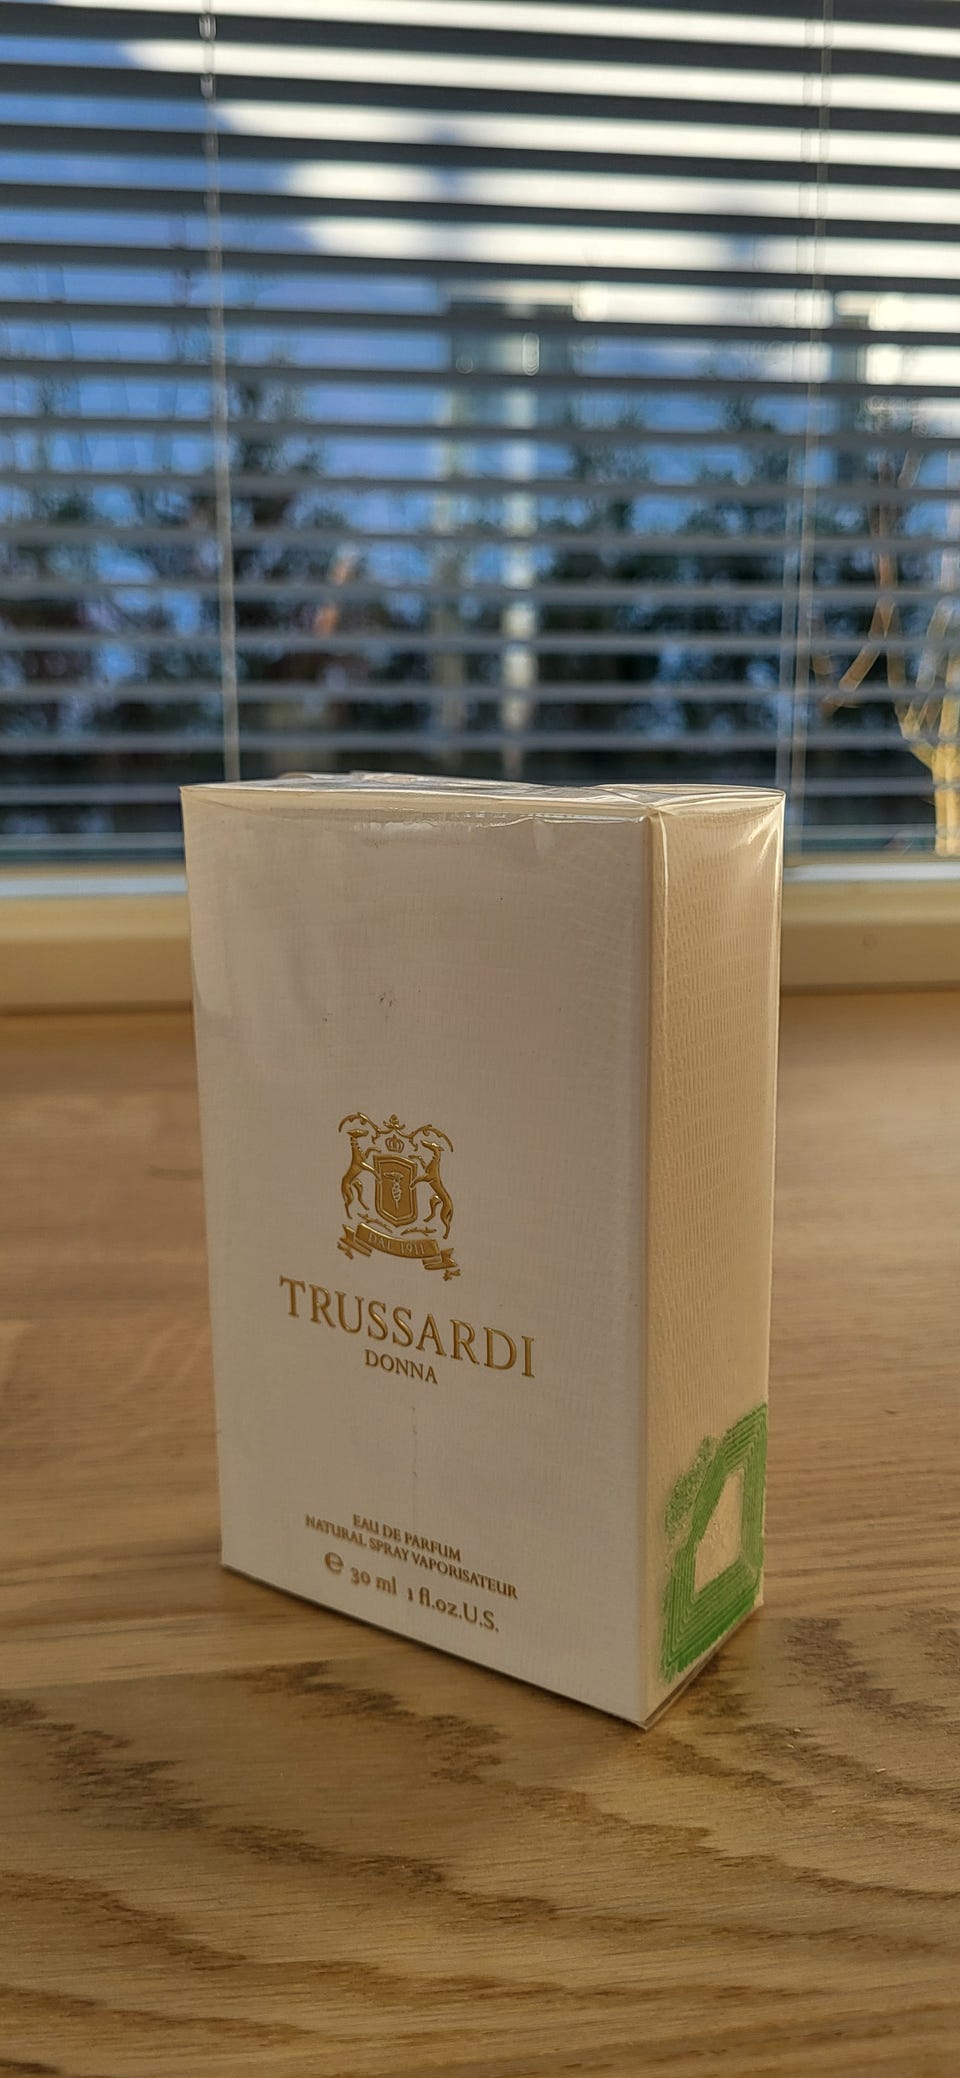 DAL 1911
TRUSSARDI
DONNA
EAU DE PARFUM
NATURAL SPRAY VAPORISATEUR
℮ 30 ml 1 fl.oz.U.S.